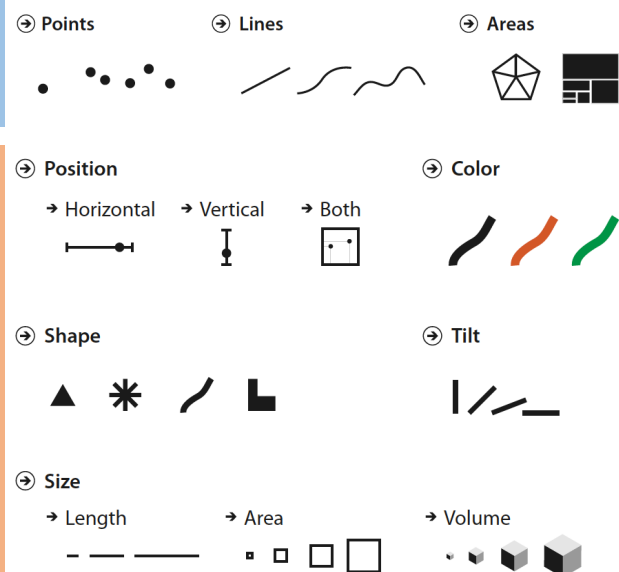 Points
Lines
Areas
Position
Horizontal
Vertical
Both
Color
Shape
Tilt
Size
Length
Area
Volume